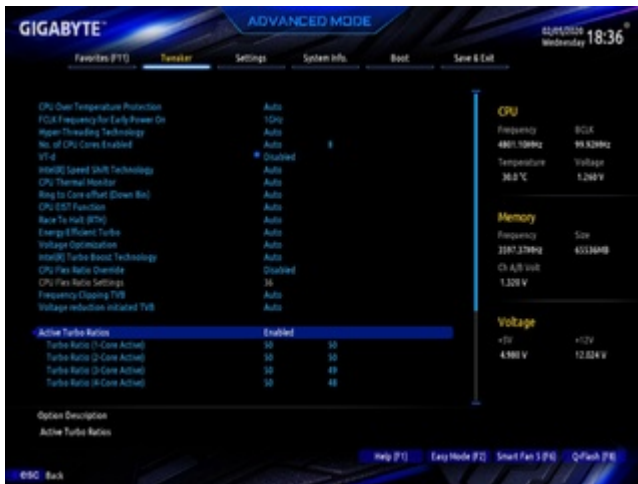 GIGABYTE
ADVANCED MODE
02/05/2020
Wednesday 18:36
Favorites (F11) Tweaker Settings System Info. Boot Save & Exit
CPU Over Temperature Protection Auto
FCLK Frequency for Early Power On 1GHz
Hyper-Threading Technology Auto
No. of CPU Cores Enabled Auto 8
VT-d Disabled
Intel(R) Speed Shift Technology Auto
CPU Thermal Monitor Auto
Ring to Core offset (Down Bin) Auto
CPU EIST Function Auto
Race To Halt (RTH) Auto
Energy Efficient Turbo Auto
Voltage Optimization Auto
Intel(R) Turbo Boost Technology Auto
CPU Flex Ratio Override Disabled
CPU Flex Ratio Settings 36
Frequency Clipping TVB Auto
Voltage reduction initiated TVB Auto
Active Turbo Ratios Enabled
Turbo Ratio (1-Core Active) 50 50
Turbo Ratio (2-Core Active) 50 50
Turbo Ratio (3-Core Active) 50 49
Turbo Ratio (4-Core Active) 50 48
CPU
Frequency BCLK
99.92MHz
Temperature Voltage
30.0 °C 1.260 V
Memory
Frequency Size
3597.37MHz 65536MB
Ch A/B Volt
1.320 V
Voltage
+5V +12V
4.980 V 12.024 V
Option Description
Active Turbo Ratios
Help (F1) Easy Mode (F2) Smart Fan 5 (F6) Q-Flash (F8)
ESC Back